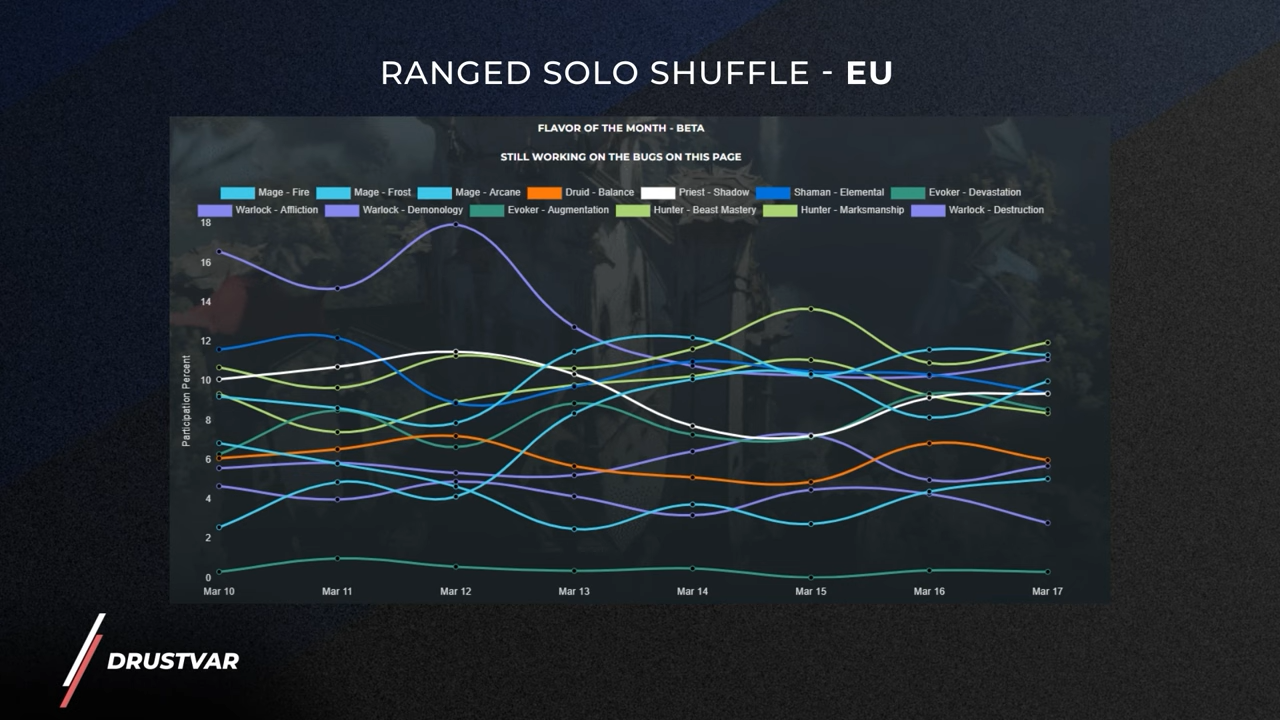 RANGED SOLO SHUFFLE - EU
FLAVOR OF THE MONTH - BETA
STILL WORKING ON THE BUGS ON THIS PAGE
Mage - Fire Mage - Frost Mage - Arcane Druid - Balance Priest - Shadow Shaman - Elemental Evoker - Devastation
Warlock - Affliction Warlock - Demonology Evoker - Augmentation Hunter - Beast Mastery Hunter - Marksmanship Warlock - Destruction
Participation Percent
18
16
14
12
10
8
6
4
2
0
Mar 10 Mar 11 Mar 12 Mar 13 Mar 14 Mar 15 Mar 16 Mar 17
DRUSTVAR